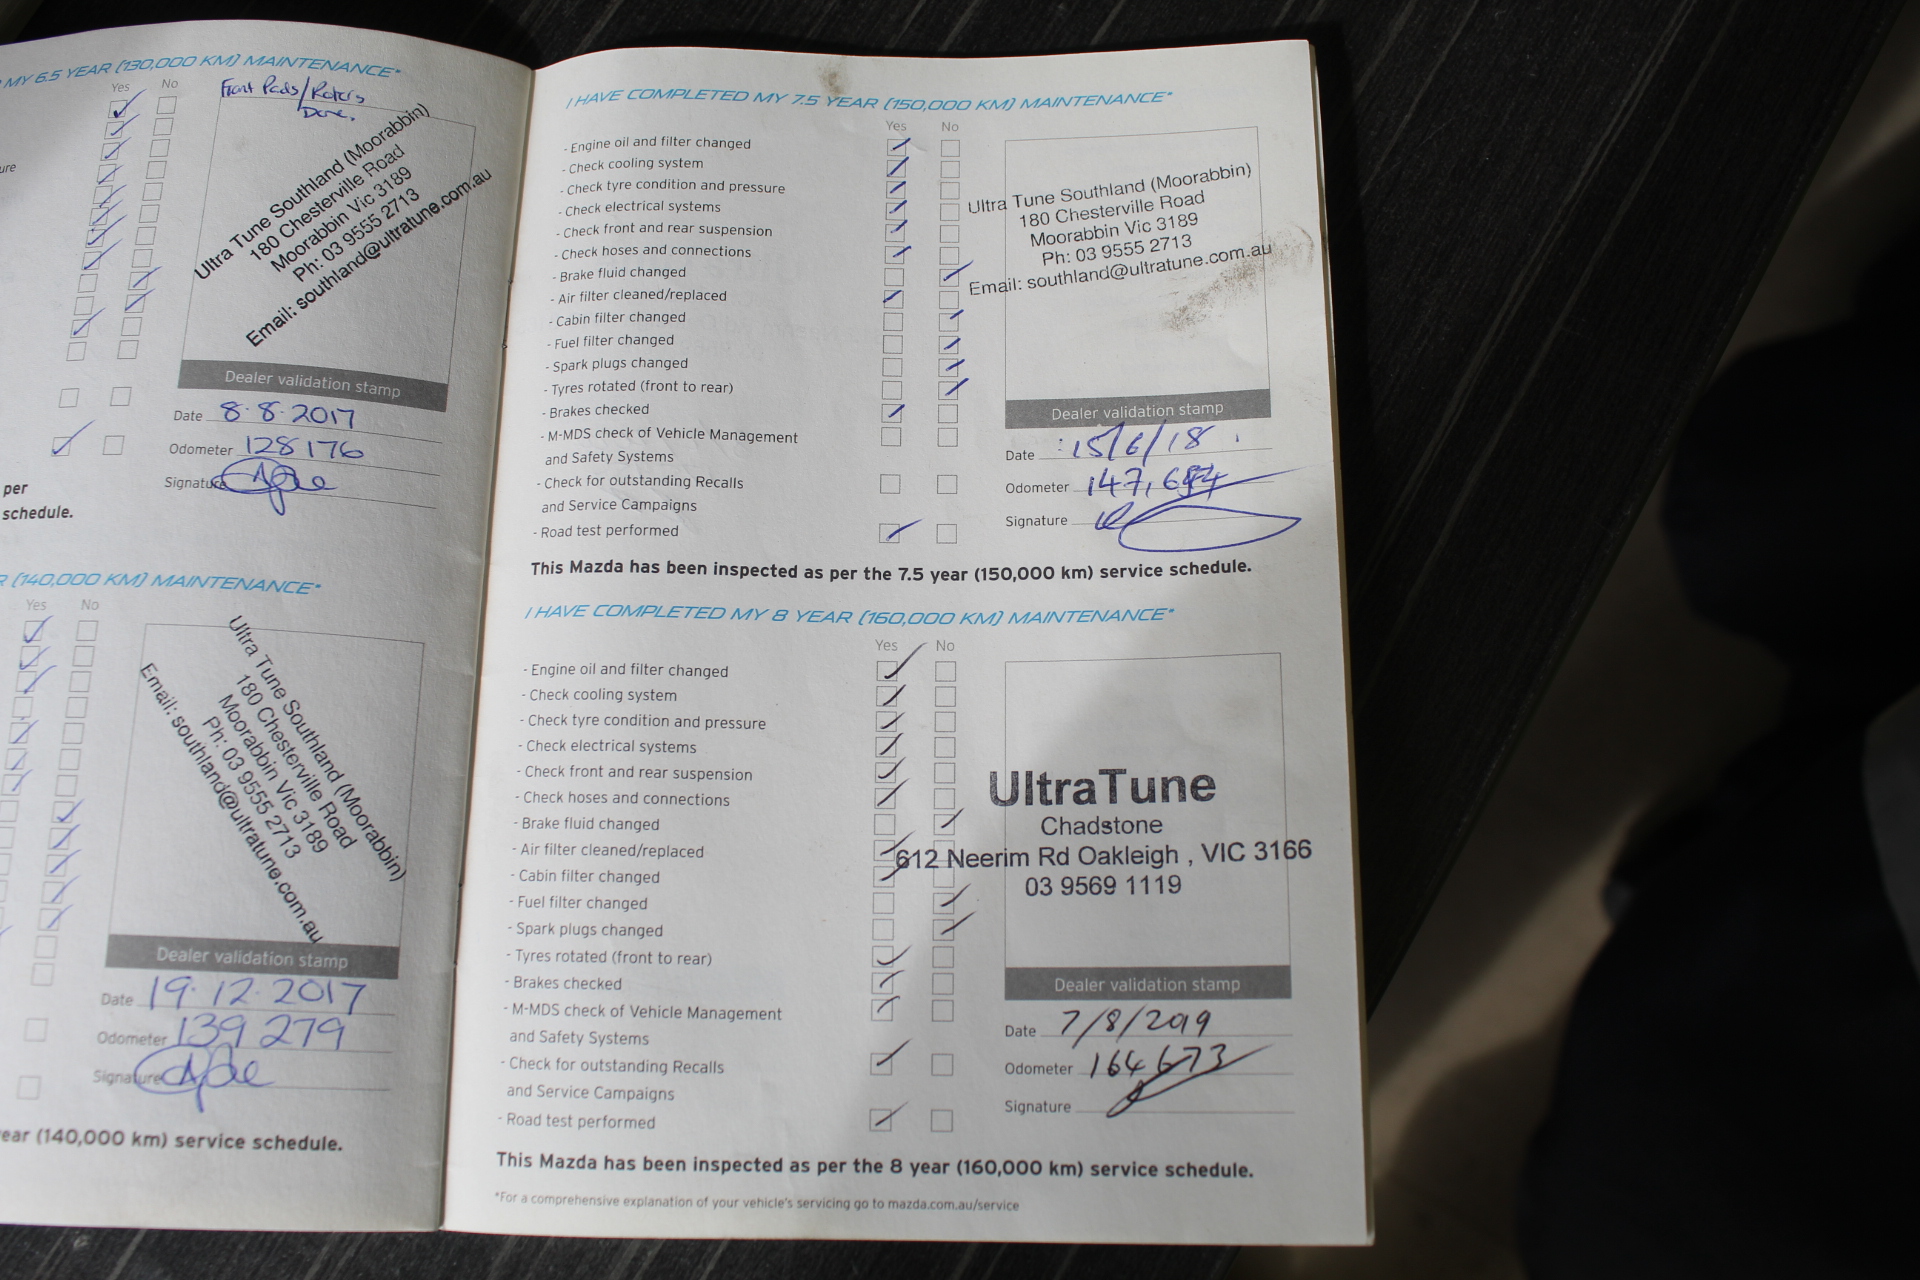 MY 6.5 YEAR (130,000 KM) MAINTENANCE*
Yes No
Front Pads/Rotors
Done.
Ultra Tune Southland (Moorabbin)
180 Chesterville Road
Moorabbin Vic 3189
Ph: 03 9555 2713
Email: southland@ultratune.com.au
Dealer validation stamp
Date 8.8.2017
Odometer 128176
Signature
per
schedule.
(140,000 KM) MAINTENANCE*
Yes No
Ultra Tune Southland (Moorabbin)
180 Chesterville Road
Moorabbin Vic 3189
Ph: 03 9555 2713
Email: southland@ultratune.com.au
Dealer validation stamp
Date 19.12.2017
Odometer 139279
Signature
ear (140,000 km) service schedule.
I HAVE COMPLETED MY 7.5 YEAR (150,000 KM) MAINTENANCE*
Yes No
- Engine oil and filter changed
- Check cooling system
- Check tyre condition and pressure
- Check electrical systems
- Check front and rear suspension
- Check hoses and connections
- Brake fluid changed
- Air filter cleaned/replaced
- Cabin filter changed
- Fuel filter changed
- Spark plugs changed
- Tyres rotated (front to rear)
- Brakes checked
- M-MDS check of Vehicle Management
and Safety Systems
- Check for outstanding Recalls
and Service Campaigns
- Road test performed
Ultra Tune Southland (Moorabbin)
180 Chesterville Road
Moorabbin Vic 3189
Ph: 03 9555 2713
Email: southland@ultratune.com.au
Dealer validation stamp
Date 15/6/18
Odometer
Signature
This Mazda has been inspected as per the 7.5 year (150,000 km) service schedule.
I HAVE COMPLETED MY 8 YEAR (160,000 KM) MAINTENANCE*
Yes No
- Engine oil and filter changed
- Check cooling system
- Check tyre condition and pressure
- Check electrical systems
- Check front and rear suspension
- Check hoses and connections
- Brake fluid changed
- Air filter cleaned/replaced
- Cabin filter changed
- Fuel filter changed
- Spark plugs changed
- Tyres rotated (front to rear)
- Brakes checked
- M-MDS check of Vehicle Management
and Safety Systems
- Check for outstanding Recalls
and Service Campaigns
- Road test performed
UltraTune
Chadstone
612 Neerim Rd Oakleigh , VIC 3166
03 9569 1119
Dealer validation stamp
Date 7/8/2019
Odometer 164673
Signature
This Mazda has been inspected as per the 8 year (160,000 km) service schedule.
*For a comprehensive explanation of your vehicle's servicing go to mazda.com.au/service